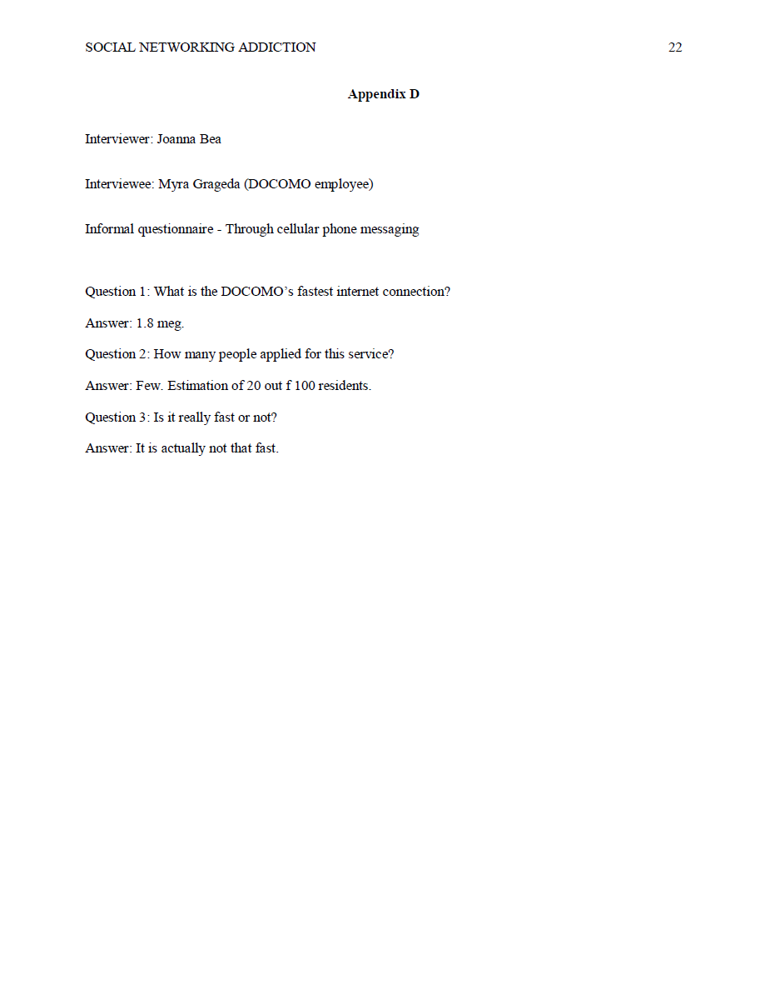 SOCIAL NETWORKING ADDICTION 22
Appendix D
Interviewer: Joanna Bea
Interviewee: Myra Grageda (DOCOMO employee)
Informal questionnaire - Through cellular phone messaging
Question 1: What is the DOCOMO’s fastest internet connection?
Answer: 1.8 meg.
Question 2: How many people applied for this service?
Answer: Few. Estimation of 20 out f 100 residents.
Question 3: Is it really fast or not?
Answer: It is actually not that fast.